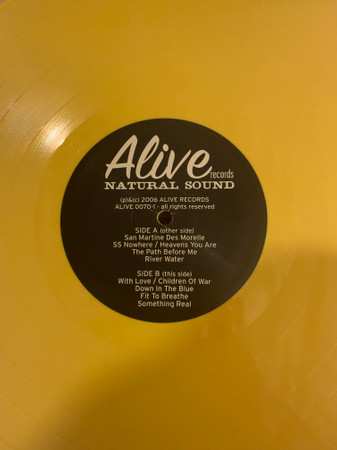 Alive records
NATURAL SOUND
(p)&(c) 2006 ALIVE RECORDS
ALIVE 0070-1 - all rights reserved
SIDE A (other side)
San Martine Des Morelle
SS Nowhere / Heavens You Are
The Path Before Me
River Water
SIDE B (this side)
With Love / Children Of War
Down In The Blue
Fit To Breathe
Something Real